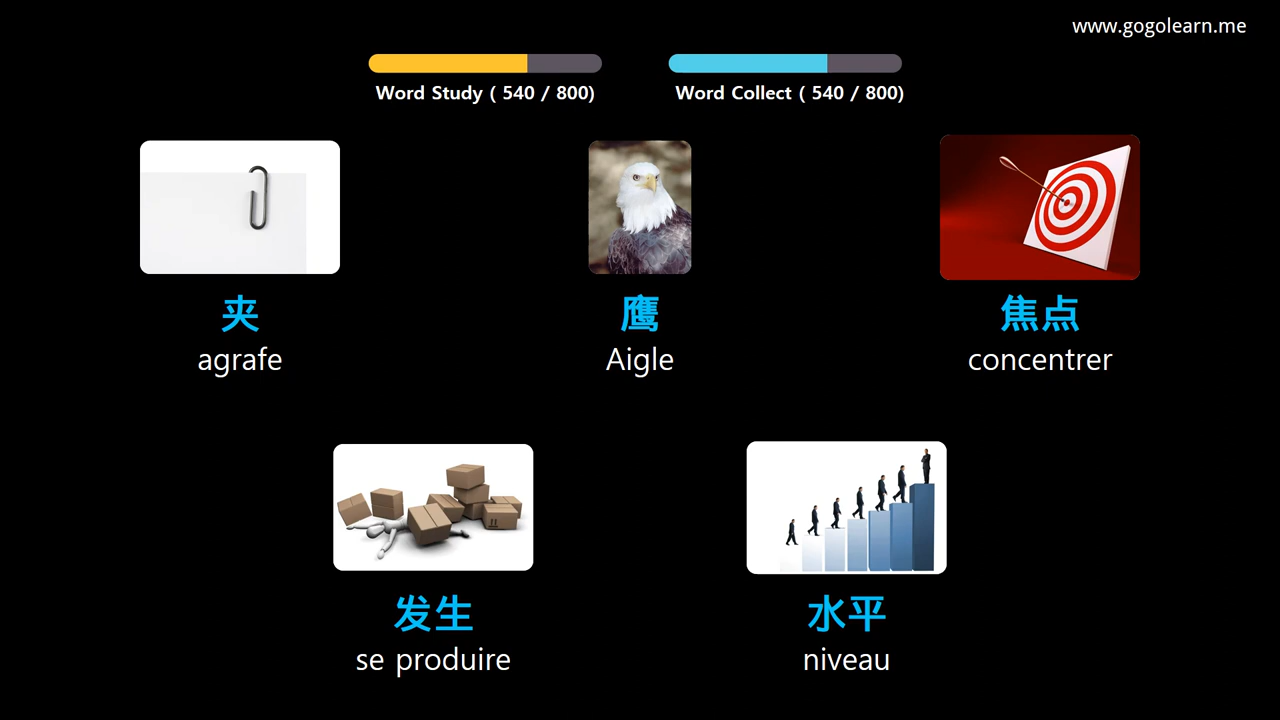 www.gogolearn.me
Word Study ( 540 / 800)
Word Collect ( 540 / 800)
夹
agrafe
鹰
Aigle
焦点
concentrer
发生
se produire
水平
niveau